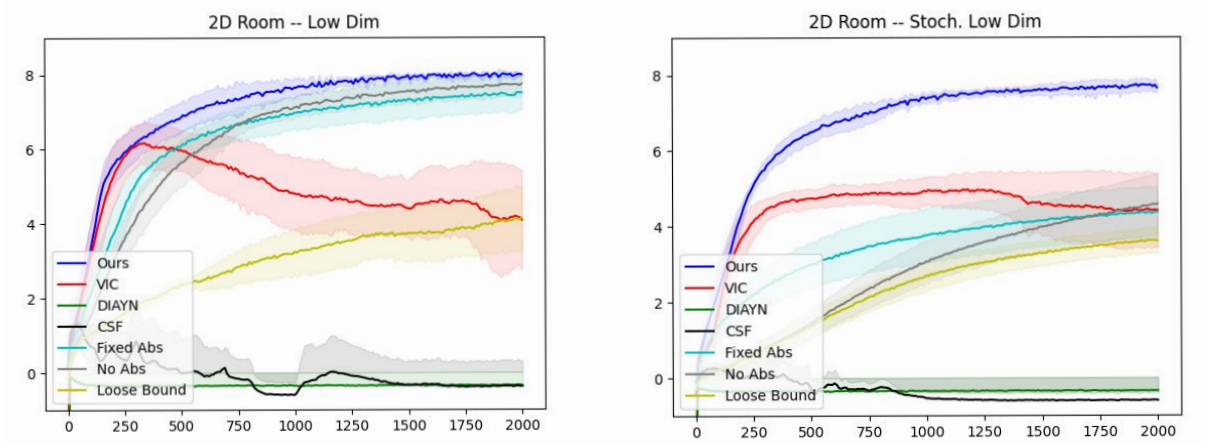 2D Room -- Low Dim
8
6
4
2
0
Ours
VIC
DIAYN
CSF
Fixed Abs
No Abs
Loose Bound
0 250 500 750 1000 1250 1500 1750 2000
2D Room -- Stoch. Low Dim
8
6
4
2
0
Ours
VIC
DIAYN
CSF
Fixed Abs
No Abs
Loose Bound
0 250 500 750 1000 1250 1500 1750 2000